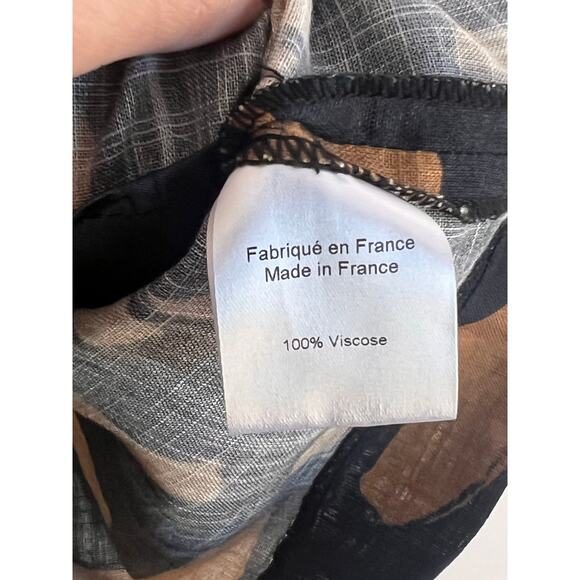 Fabriqué en France
Made in France
100% Viscose